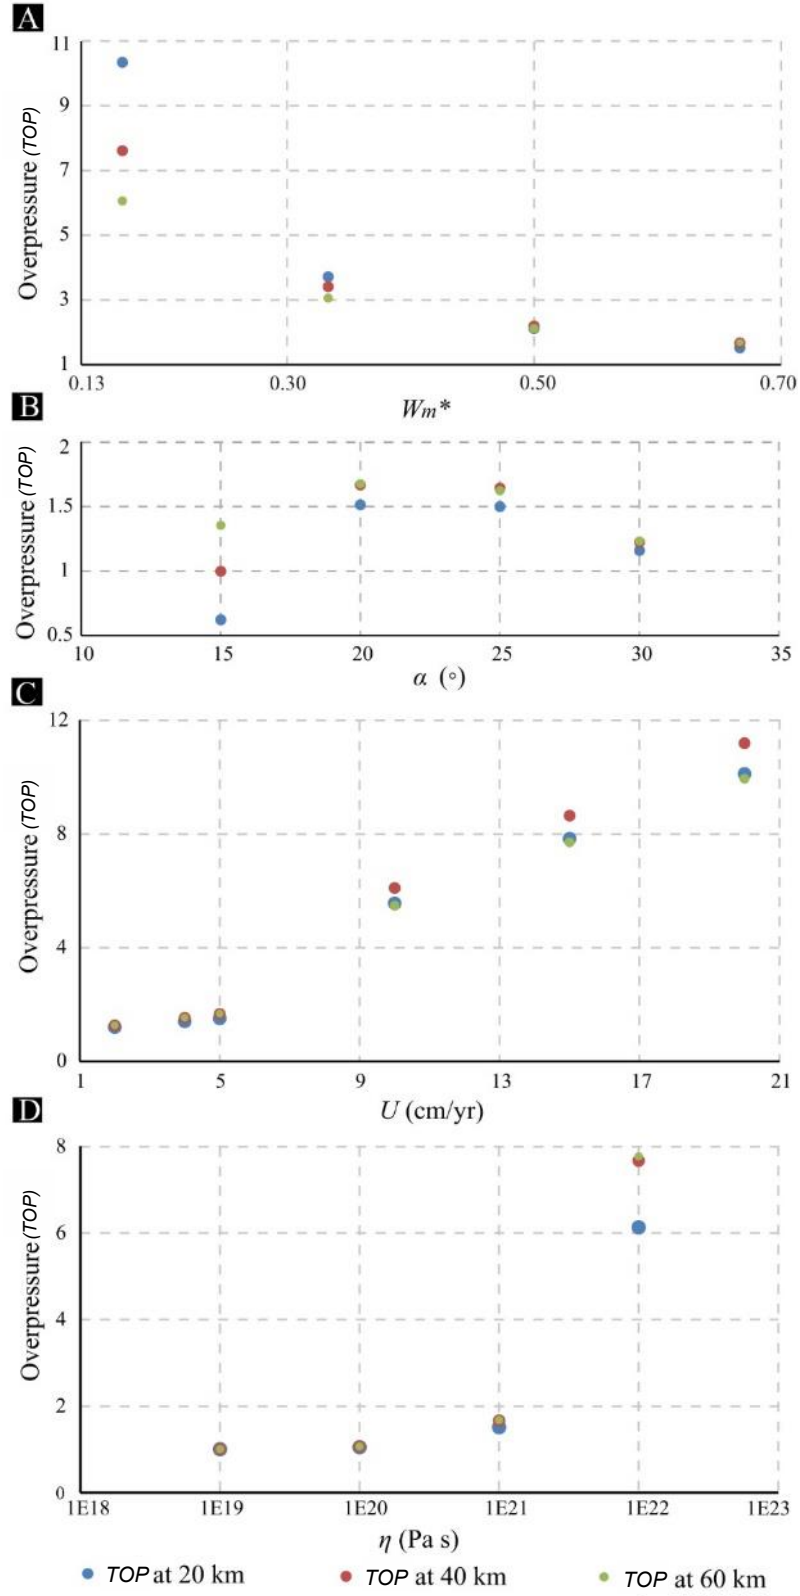 A
Overpressure (TOP)
11
9
7
5
3
1
0.13 0.30 0.50 0.70
Wm*
B
Overpressure (TOP)
2
1.5
1
0.5
10 15 20 25 30 35
α (°)
C
Overpressure (TOP)
12
8
4
0
1 5 9 13 17 21
U (cm/yr)
D
Overpressure (TOP)
8
6
4
2
0
1E18 1E19 1E20 1E21 1E22 1E23
η (Pa s)
TOP at 20 km TOP at 40 km TOP at 60 km